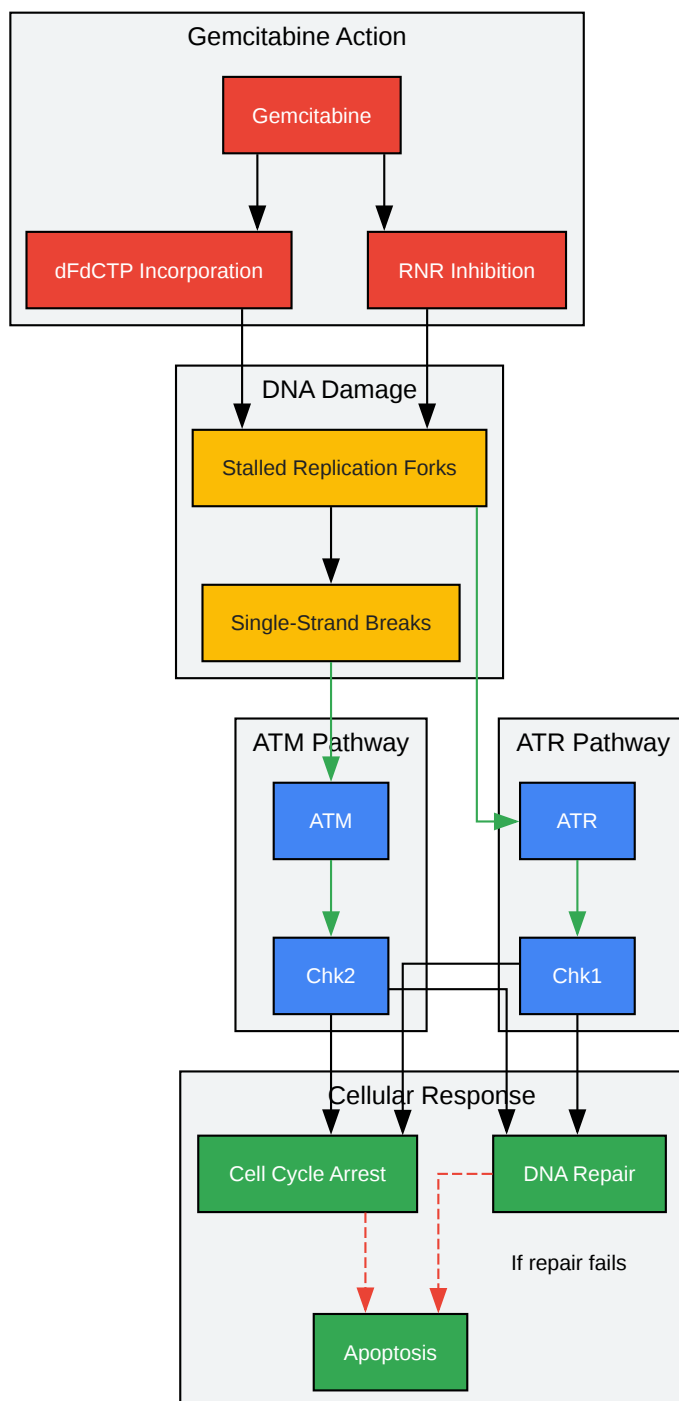 Gemcitabine Action
Gemcitabine
dFdCTP Incorporation
RNR Inhibition
DNA Damage
Stalled Replication Forks
Single-Strand Breaks
ATM Pathway
ATR Pathway
ATM
ATR
Chk2
Chk1
Cellular Response
Cell Cycle Arrest
DNA Repair
If repair fails
Apoptosis